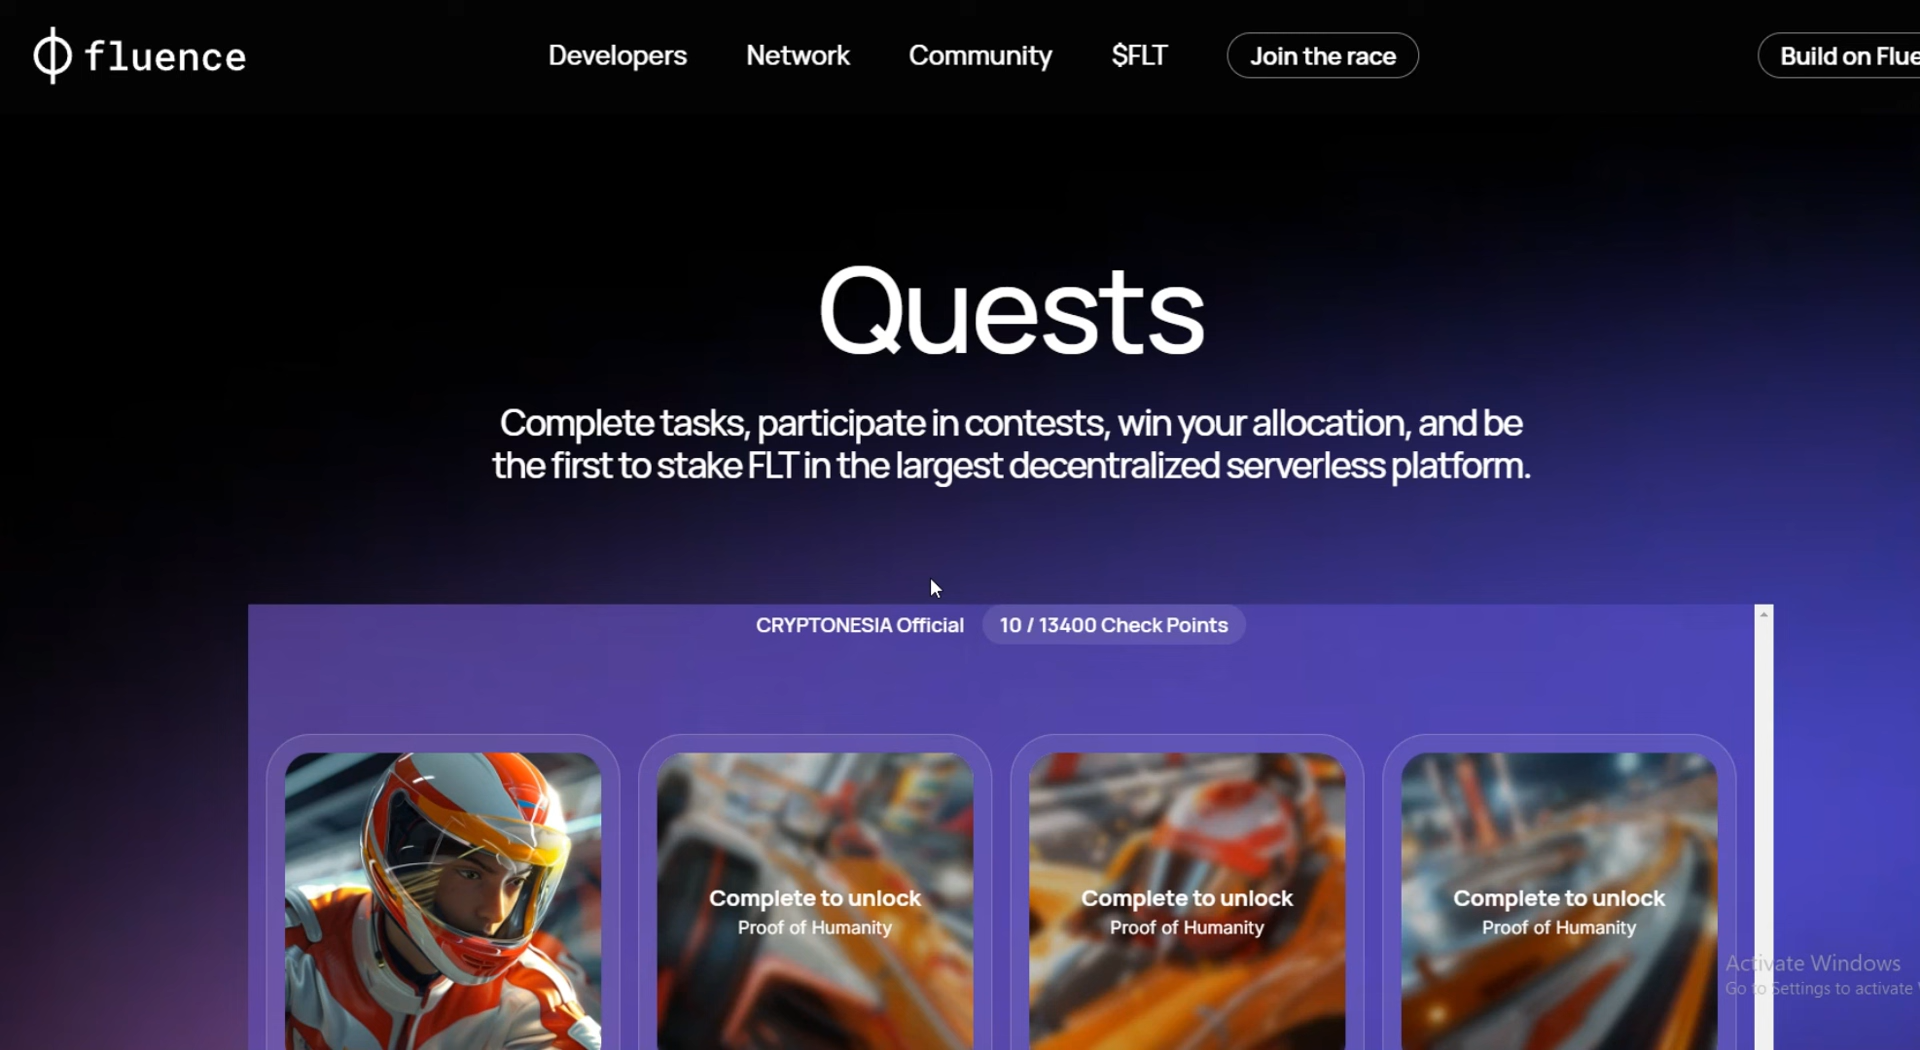 fluence
Developers
Network
Community
$FLT
Join the race
Build on Flue
Quests
Complete tasks, participate in contests, win your allocation, and be
the first to stake FLT in the largest decentralized serverless platform.
CRYPTONESIA Official
10 / 13400 Check Points
Complete to unlock
Proof of Humanity
Complete to unlock
Proof of Humanity
Complete to unlock
Proof of Humanity
Activate Windows
Go to Settings to activate